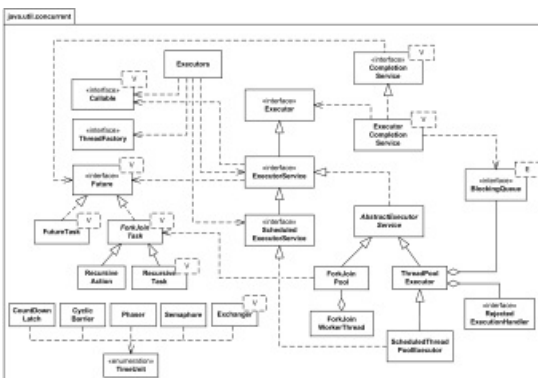 java.util.concurrent
V
«interface»
Completion
Service
Executors
V
«interface»
Callable
«interface»
Executor
Executor
Completion
Service
V
«interface»
ThreadFactory
V
«interface»
Future
«interface»
ExecutorService
E
«interface»
BlockingQueue
V
FutureTask
V
ForkJoin
Task
«interface»
Scheduled
ExecutorService
AbstractExecutor
Service
Recursive
Action
V
Recursive
Task
ForkJoin
Pool
ThreadPool
Executor
CountDown
Latch
Cyclic
Barrier
Phaser
Semaphore
V
Exchanger
ForkJoin
WorkerThread
«interface»
Rejected
ExecutionHandler
ScheduledThread
PoolExecutor
«enumeration»
TimeUnit